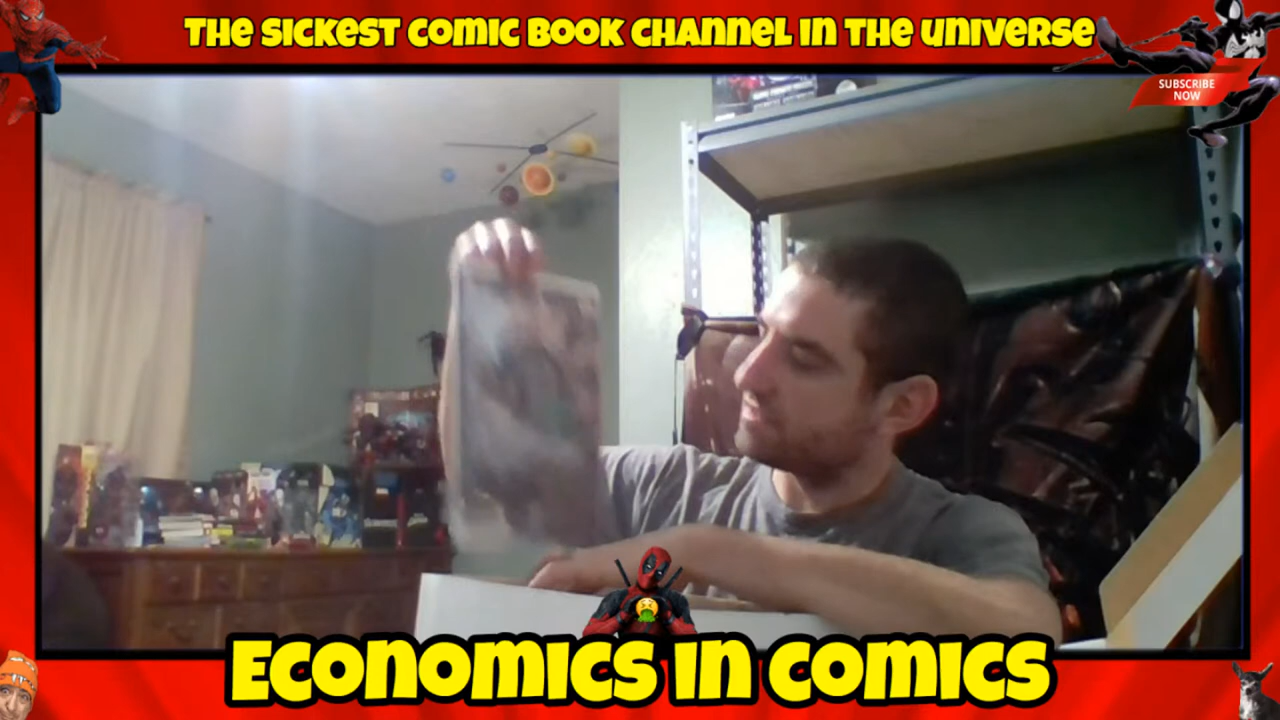 THE SICKEST COMIC BOOK CHANNEL IN THE UNIVERSE
SUBSCRIBE
NOW
ECONOMICS IN COMICS